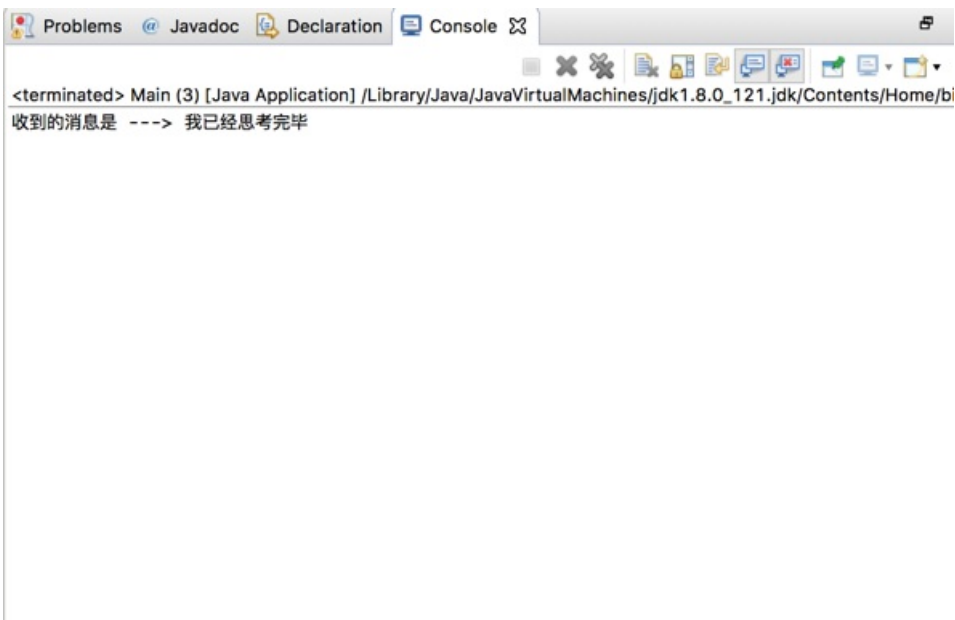 Problems @ Javadoc Declaration Console
<terminated> Main (3) [Java Application] /Library/Java/JavaVirtualMachines/jdk1.8.0_121.jdk/Contents/Home/bi
收到的消息是 ---> 我已经思考完毕